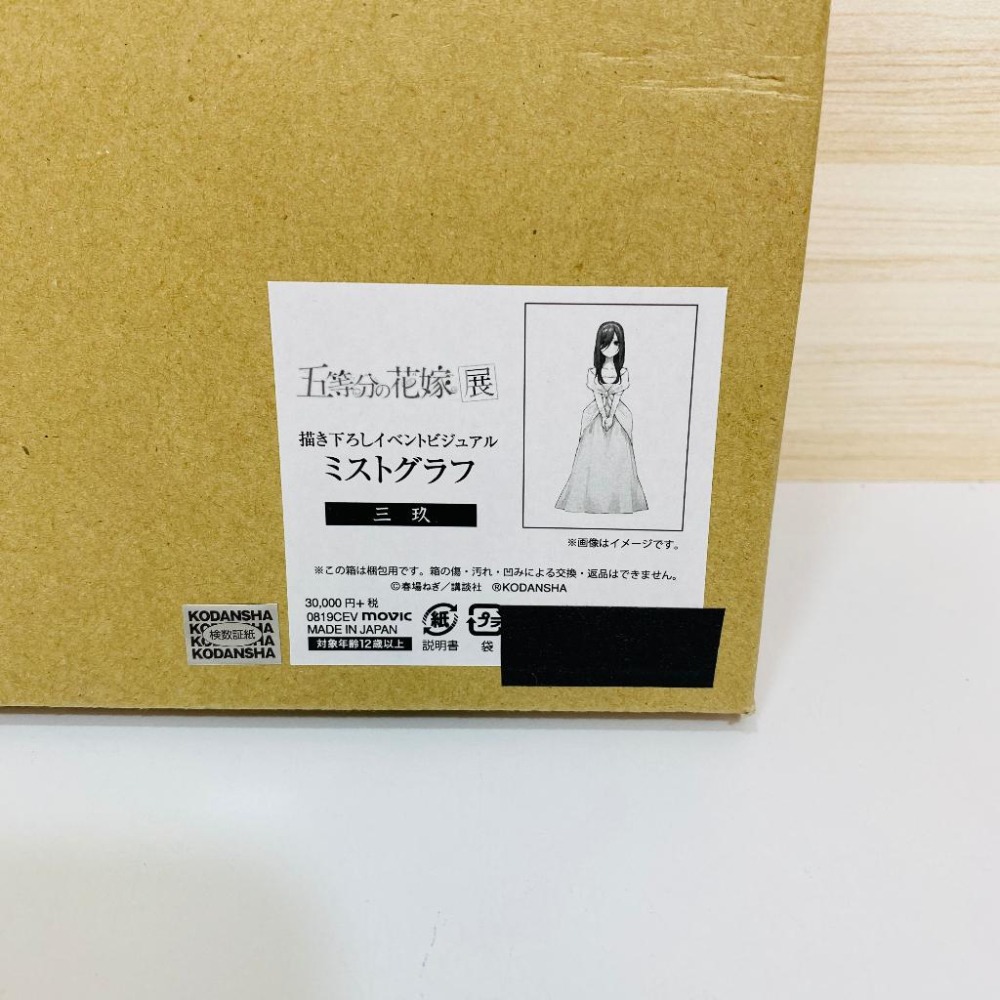 五等分の花嫁 展
描き下ろしイベントビジュアル
ミストグラフ
三 玖
※画像はイメージです。
※この箱は梱包用です。箱の傷・汚れ・凹みによる交換・返品はできません。
©春場ねぎ／講談社 ®KODANSHA
30,000円+税
0819CEV movic
MADE IN JAPAN
対象年齢12歳以上
紙
説明書
プラ
袋
KODANSHA
KODANSHA
検数証紙
KODANSHA
KODANSHA